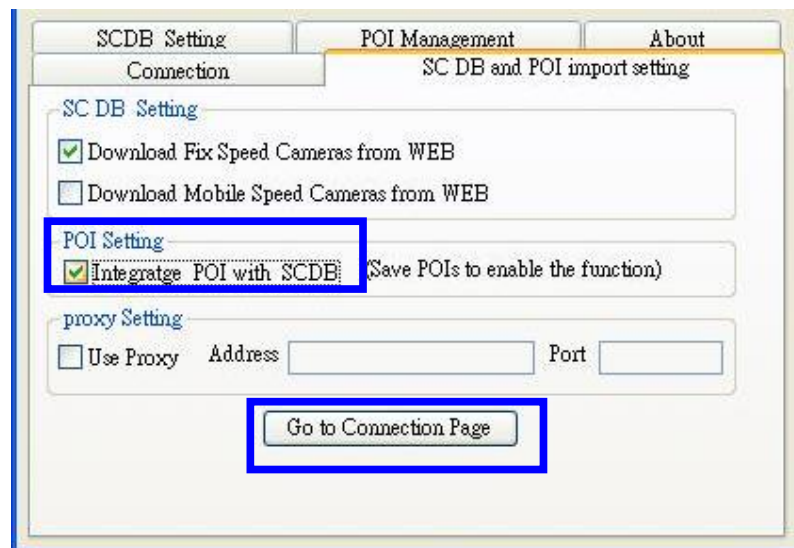 SCDB Setting POI Management About
Connection SC DB and POI import setting
SC DB Setting
Download Fix Speed Cameras from WEB
Download Mobile Speed Cameras from WEB
POI Setting
Integratge POI with SCDB (Save POIs to enable the function)
proxy Setting
Use Proxy Address Port
Go to Connection Page